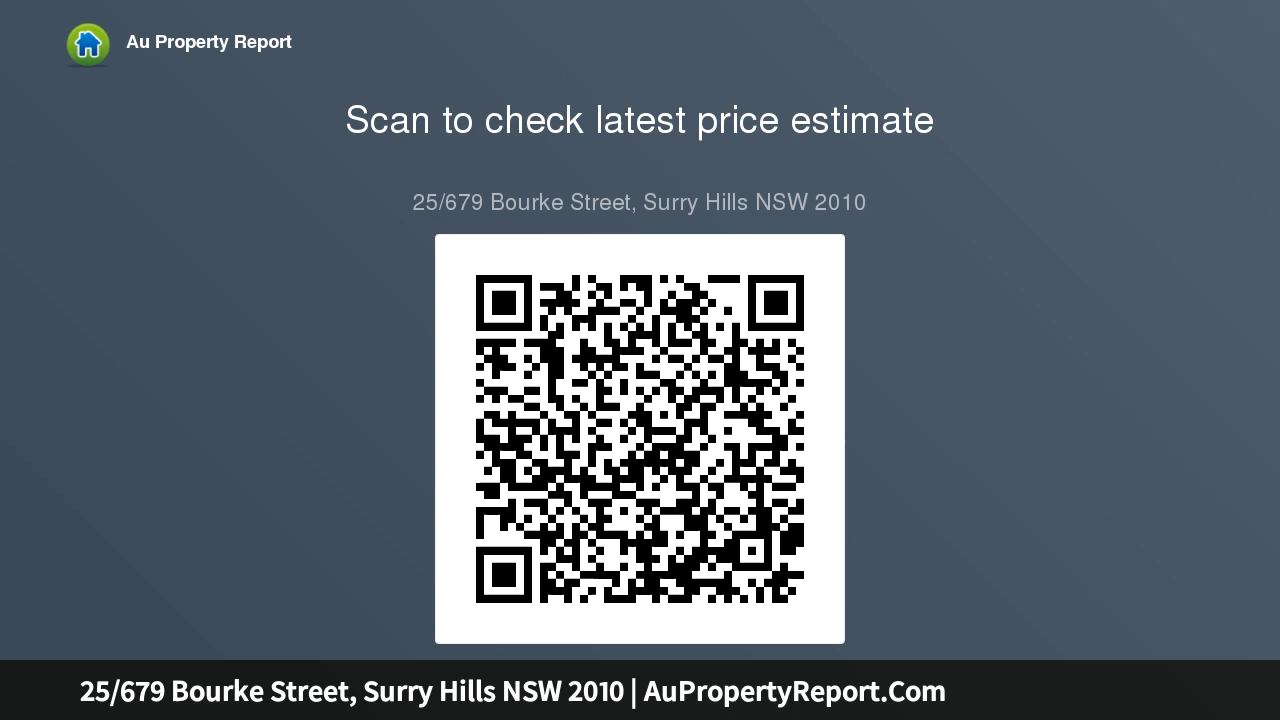 Au Property Report
Scan to check latest price estimate
25/679 Bourke Street, Surry Hills NSW 2010
25/679 Bourke Street, Surry Hills NSW 2010 | AuPropertyReport.Com